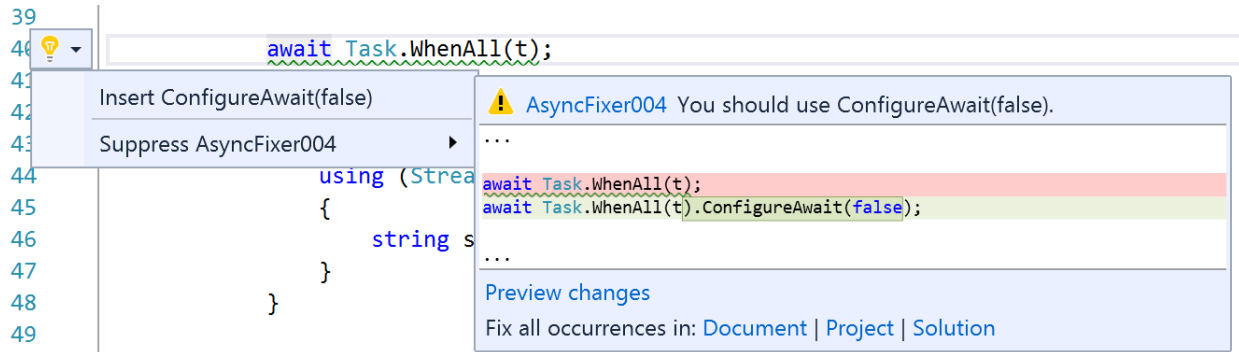 39
40 await Task.WhenAll(t);
41
Insert ConfigureAwait(false)
AsyncFixer004 You should use ConfigureAwait(false).
42
43 Suppress AsyncFixer004
...
44 using (Strea
await Task.WhenAll(t);
45 {
await Task.WhenAll(t).ConfigureAwait(false);
46 string s
...
47 }
Preview changes
48 }
Fix all occurrences in: Document | Project | Solution
49